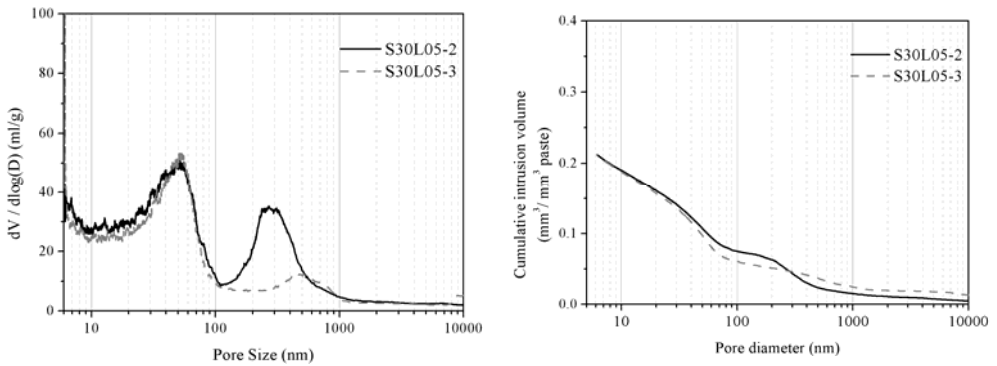 100
80
60
40
20
0
dV / dlog(D) (ml/g)
10
100
1000
10000
Pore Size (nm)
S30L05-2
S30L05-3
0.4
0.3
0.2
0.1
0.0
Cumulative intrusion volume
(mm³/ mm³ paste)
10
100
1000
10000
Pore diameter (nm)
S30L05-2
S30L05-3